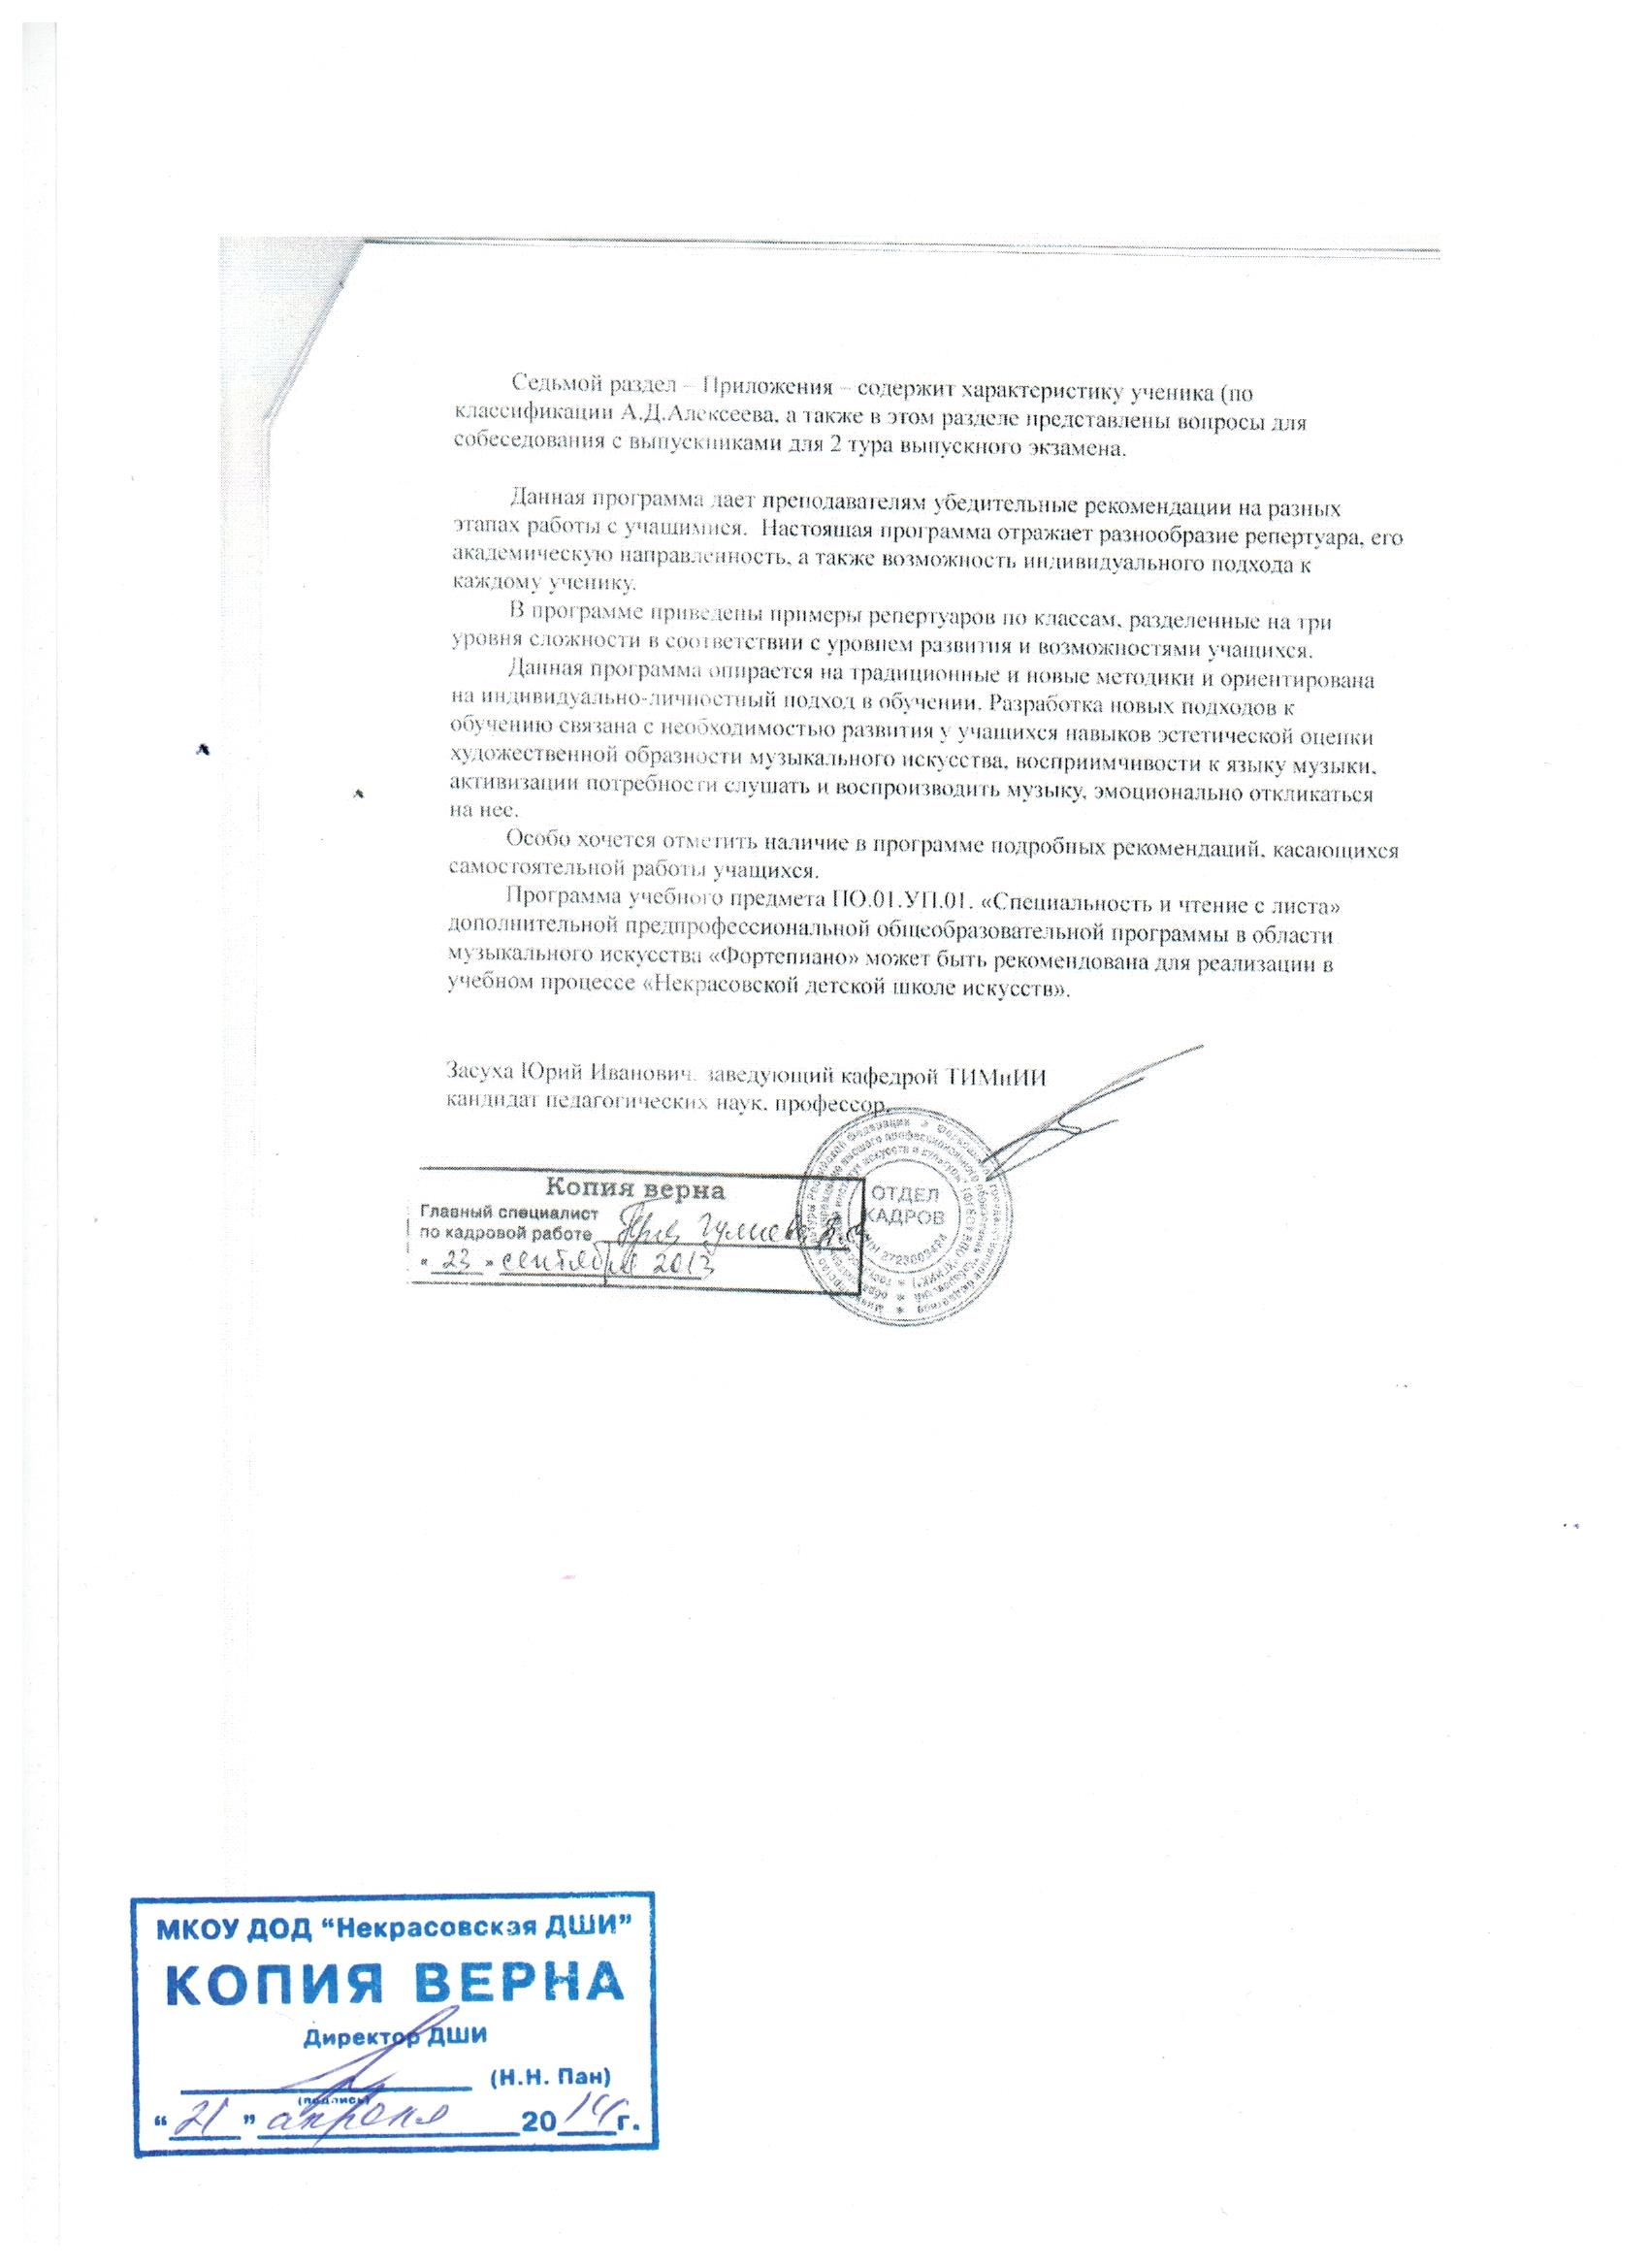 Седьмой раздел – Приложения – содержит характеристику ученика (по
классификации А.Д.Алексеева, а также в этом разделе представлены вопросы для
собеседования с выпускниками для 2 тура выпускного экзамена.
Данная программа дает преподавателям убедительные рекомендации на разных
этапах работы с учащимися. Настоящая программа отражает разнообразие репертуара, его
академическую направленность, а также возможность индивидуального подхода к
каждому ученику.
В программе приведены примеры репертуаров по классам, разделенные на три
уровня сложности в соответствии с уровнем развития и возможностями учащихся.
Данная программа опирается на традиционные и новые методики и ориентирована
на индивидуально-личностный подход в обучении. Разработка новых подходов к
обучению связана с необходимостью развития у учащихся навыков эстетической оценки
художественной образности музыкального искусства, восприимчивости к языку музыки,
активизации потребности слушать и воспроизводить музыку, эмоционально откликаться
на нее.
Особо хочется отметить наличие в программе подробных рекомендаций, касающихся
самостоятельной работы учащихся.
Программа учебного предмета ПО.01.УП.01. «Специальность и чтение с листа»
дополнительной предпрофессиональной общеобразовательной программы в области
музыкального искусства «Фортепиано» может быть рекомендована для реализации в
учебном процессе «Некрасовской детской школе искусств».
Засуха Юрий Иванович, заведующий кафедрой ТИМиИИ
кандидат педагогических наук, профессор.
Копия верна
Главный специалист
по кадровой работе
« 23 » сентября 2013
ОТДЕЛ
КАДРОВ
МКОУ ДОД “Некрасовская ДШИ”
КОПИЯ ВЕРНА
Директор ДШИ
(Н.Н. Пан)
(подпись)
“ 21 ” апреля 20 14 г.